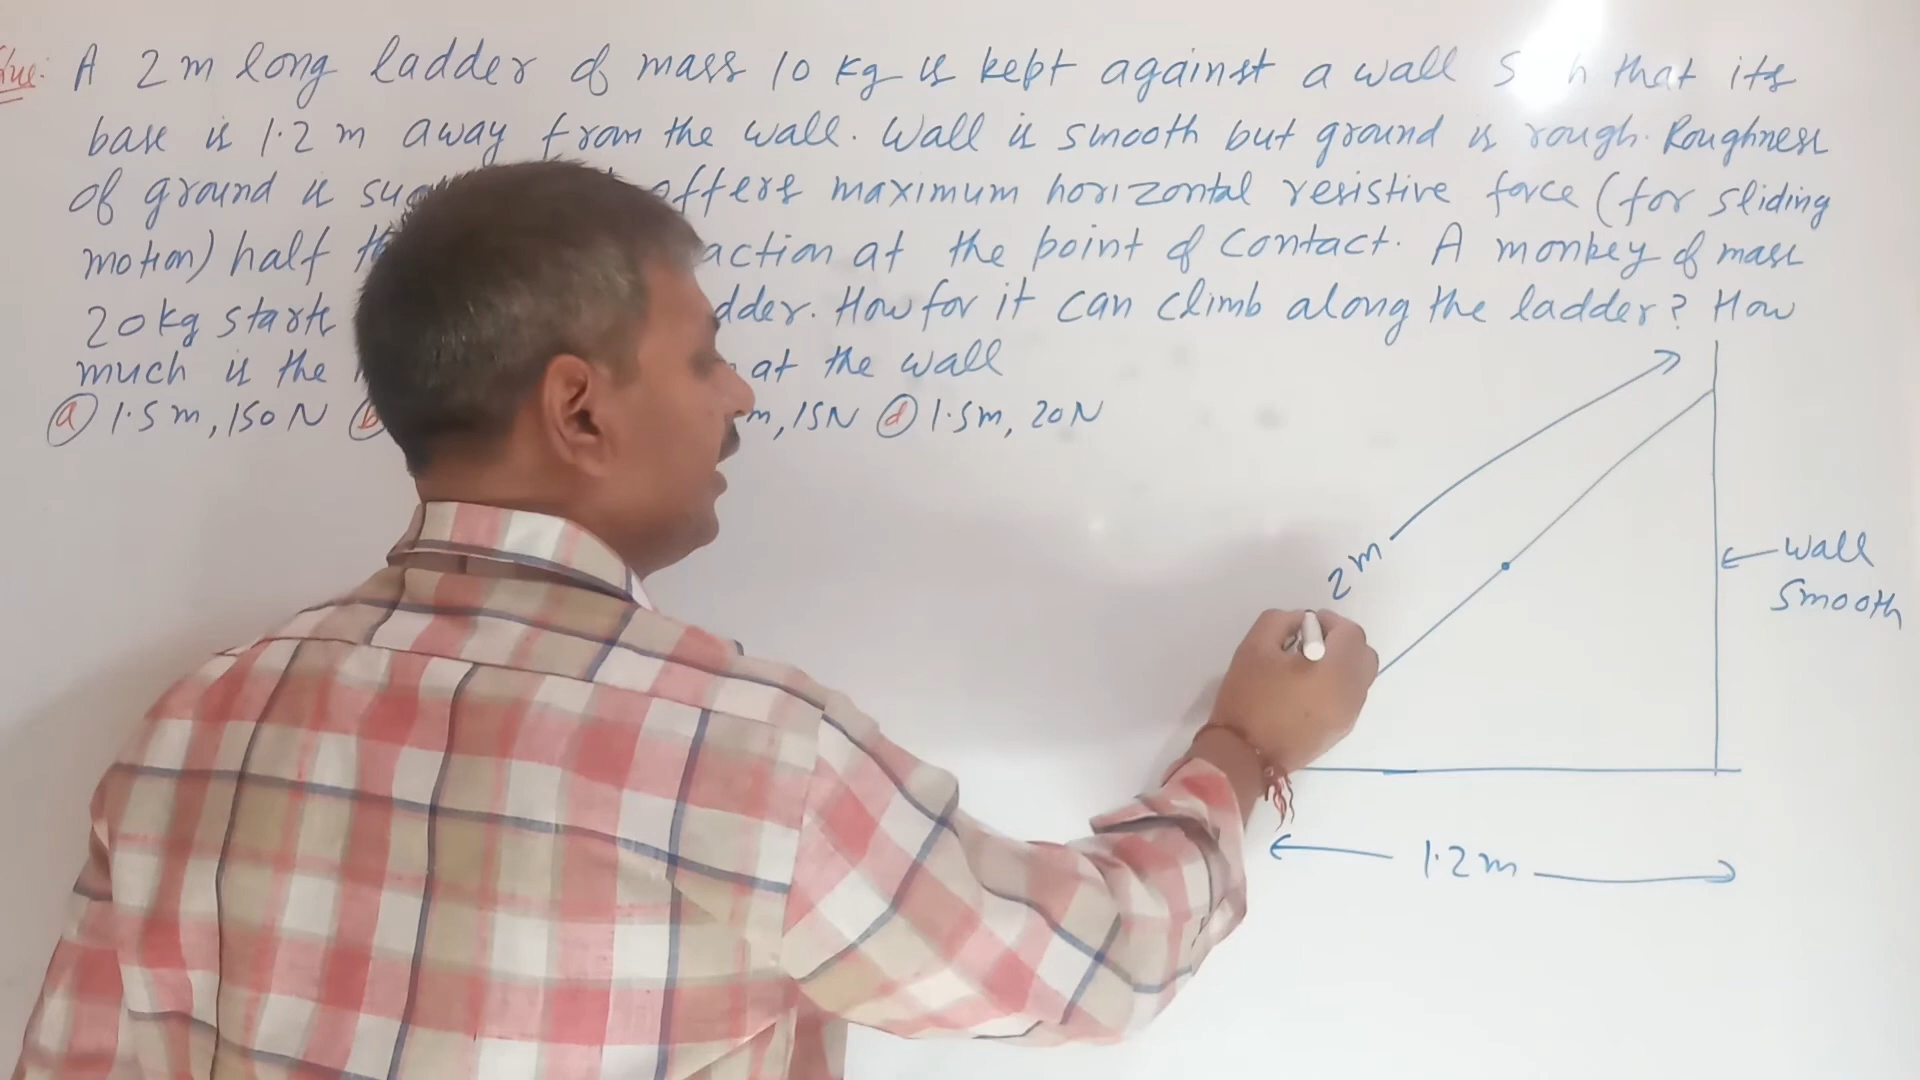 Que: A 2 m long ladder of mass 10 kg is kept against a wall that its
base is 1.2 m away from the wall. Wall is smooth but ground is rough. Roughness
of ground is offers maximum horizontal resistive force (for sliding
motion) half action at the point of contact. A monkey of mass
20 kg starts dder. How far it can climb along the ladder? How
much is the at the wall
(a) 1.5 m, 150 N (b) m, 15 N (d) 1.5 m, 20 N
2 m
wall
smooth
1.2 m